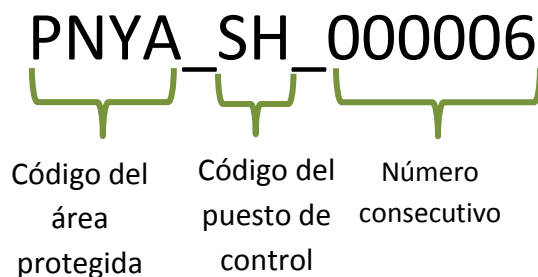 PNYA_SH_000006
Código del
área
protegida
Código del
puesto de
control
Número
consecutivo